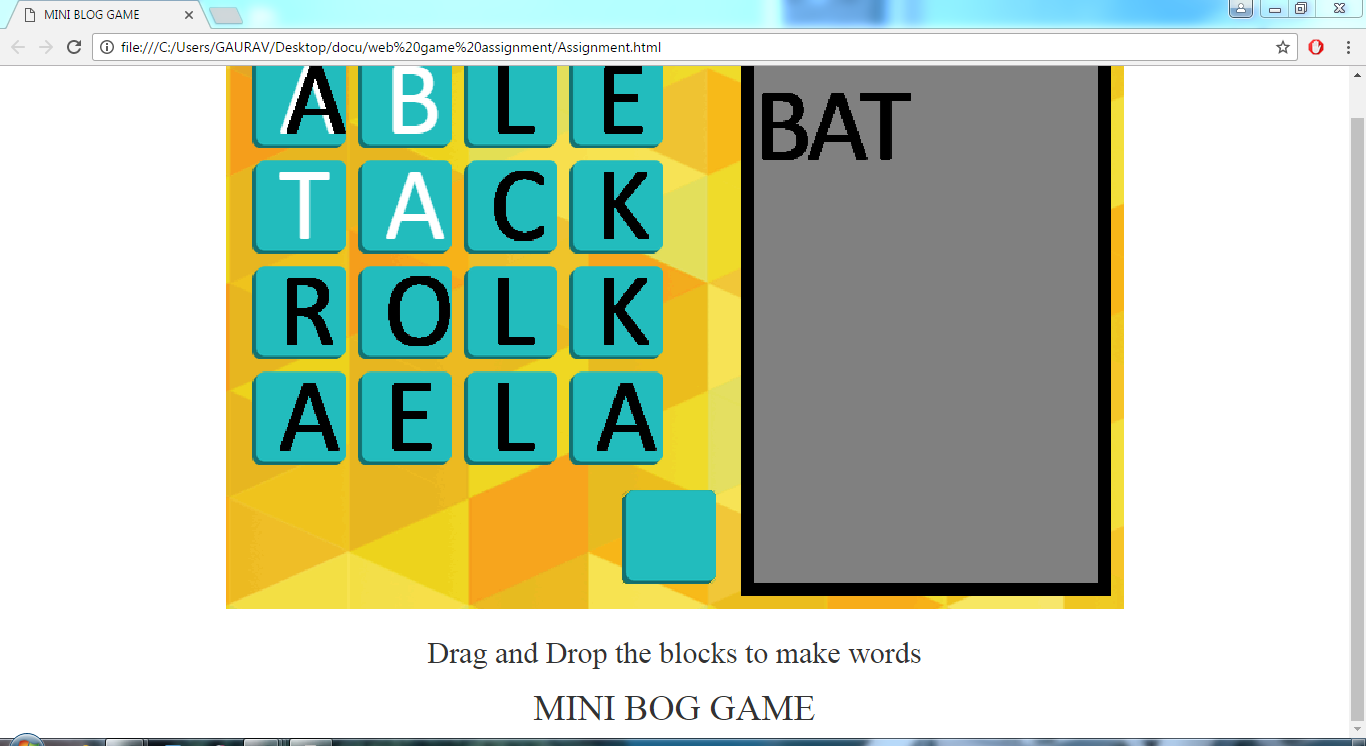 MINI BLOG GAME
file:///C:/Users/GAURAV/Desktop/docu/web%20game%20assignment/Assignment.html
A B L E
T A C K
R O L K
A E L A
BAT
Drag and Drop the blocks to make words
MINI BOG GAME